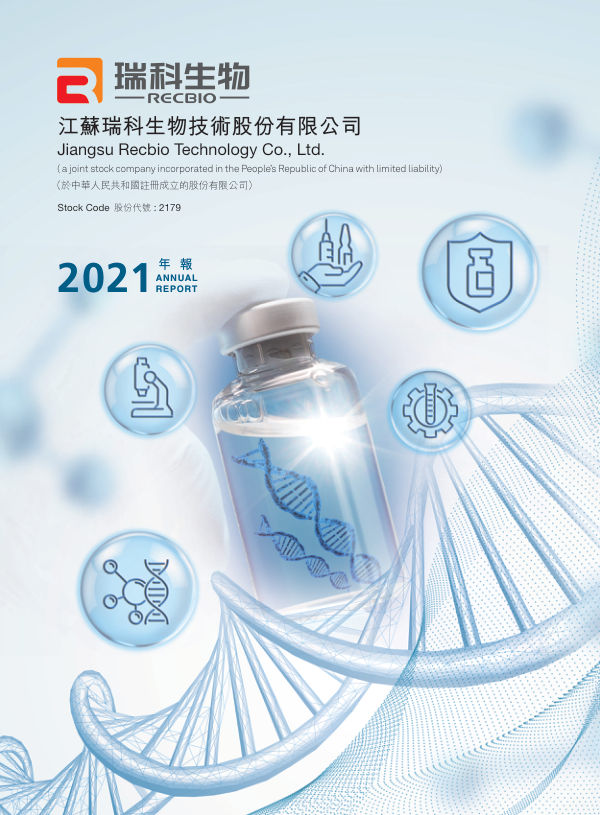 瑞科生物
RECBIO
江蘇瑞科生物技術股份有限公司
Jiangsu Recbio Technology Co., Ltd.
( a joint stock company incorporated in the People's Republic of China with limited liability)
(於中華人民共和國註冊成立的股份有限公司)
Stock Code 股份代號 : 2179
2021 年報
ANNUAL
REPORT